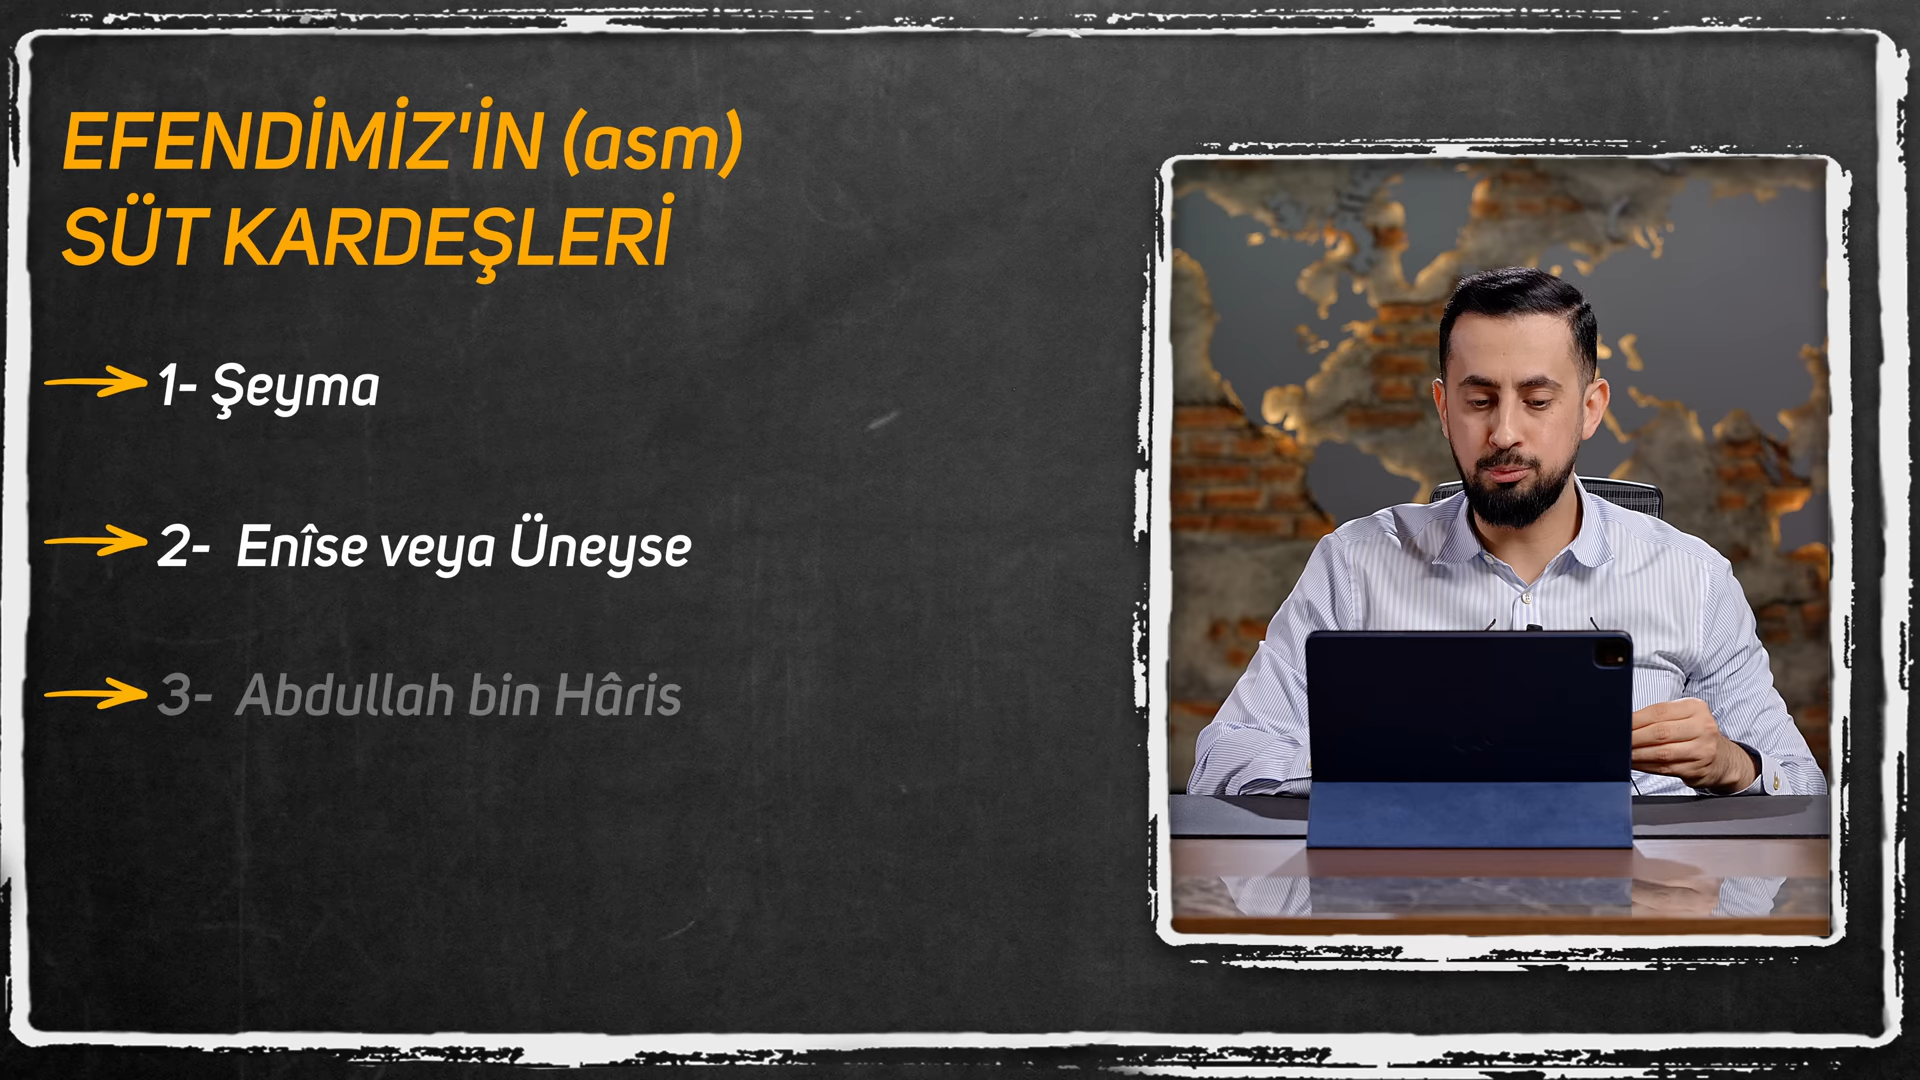 EFENDİMİZ'İN (asm)
SÜT KARDEŞLERİ
1- Şeyma
2- Enîse veya Üneyse
3- Abdullah bin Hâris